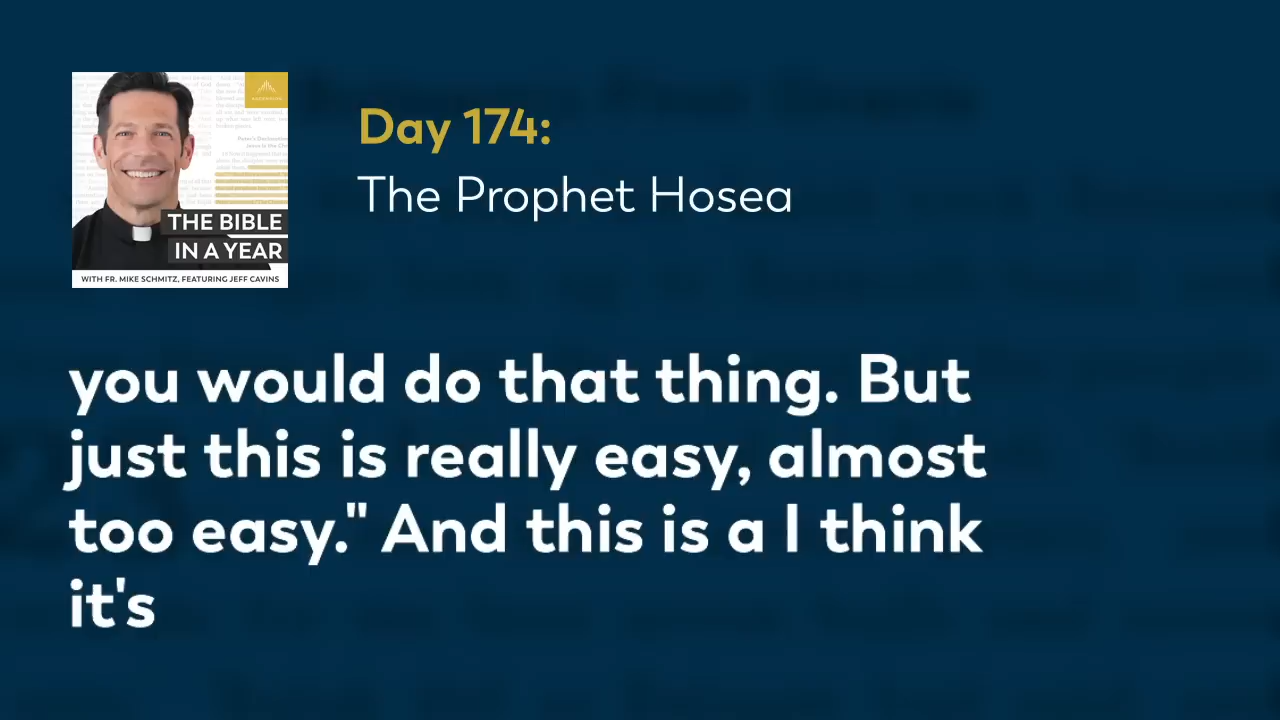 Day 174:
The Prophet Hosea
THE BIBLE
IN A YEAR
WITH FR. MIKE SCHMITZ, FEATURING JEFF CAVINS
you would do that thing. But
just this is really easy, almost
too easy." And this is a I think
it's